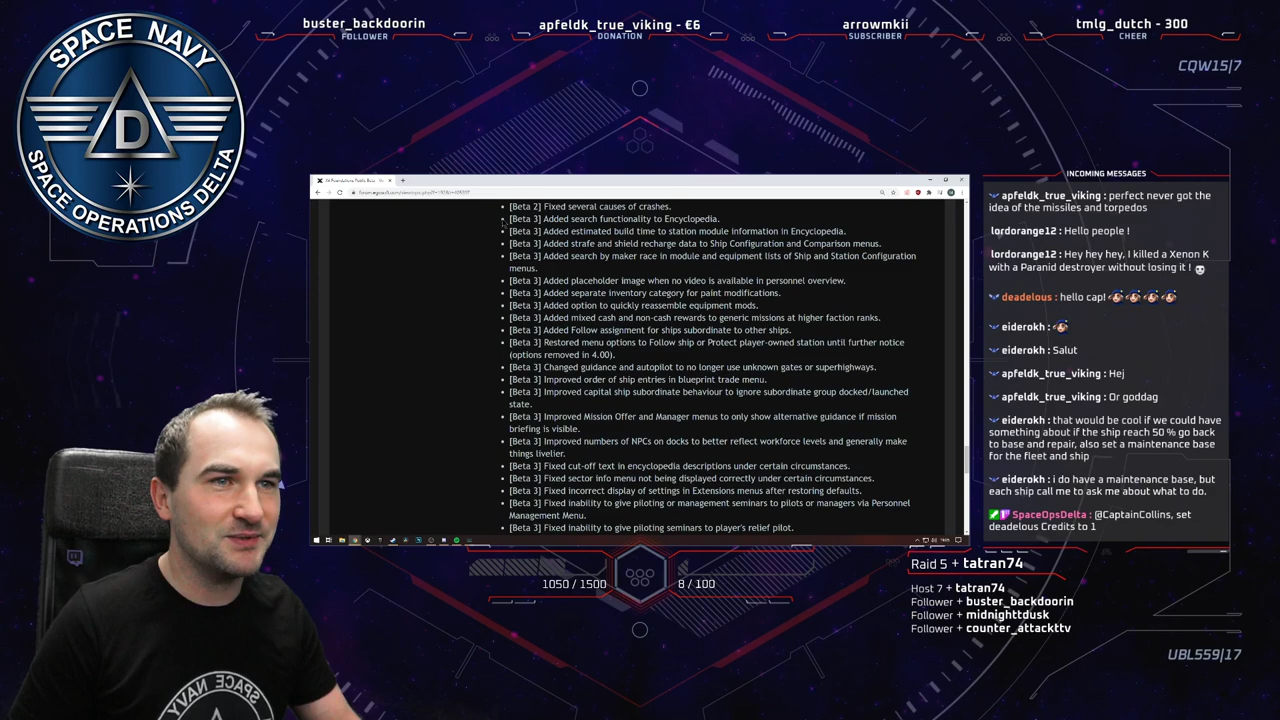 buster_backdoorin
FOLLOWER
apfeldk_true_viking - €6
DONATION
arrowmkii
SUBSCRIBER
tmlg_dutch - 300
CHEER
SPACE NAVY
D
SPACE OPERATIONS DELTA
CQW15|7
[Beta 2] Fixed several causes of crashes.
[Beta 3] Added search functionality to Encyclopedia.
[Beta 3] Added estimated build time to station module information in Encyclopedia.
[Beta 3] Added strafe and shield recharge data to Ship Configuration and Comparison menus.
[Beta 3] Added search by maker race in module and equipment lists of Ship and Station Configuration
menus.
[Beta 3] Added placeholder image when no video is available in personnel overview.
[Beta 3] Added separate inventory category for paint modifications.
[Beta 3] Added option to quickly reassemble equipment mods.
[Beta 3] Added mixed cash and non-cash rewards to generic missions at higher faction ranks.
[Beta 3] Added Follow assignment for ships subordinate to other ships.
[Beta 3] Restored menu options to Follow ship or Protect player-owned station until further notice
(options removed in 4.00).
[Beta 3] Changed guidance and autopilot to no longer use unknown gates or superhighways.
[Beta 3] Improved order of ship entries in blueprint trade menu.
[Beta 3] Improved capital ship subordinate behaviour to ignore subordinate group docked/launched
state.
[Beta 3] Improved Mission Offer and Manager menus to only show alternative guidance if mission
briefing is visible.
[Beta 3] Improved numbers of NPCs on docks to better reflect workforce levels and generally make
things livelier.
[Beta 3] Fixed cut-off text in encyclopedia descriptions under certain circumstances.
[Beta 3] Fixed sector info menu not being displayed correctly under certain circumstances.
[Beta 3] Fixed incorrect display of settings in Extensions menus after restoring defaults.
[Beta 3] Fixed inability to give piloting or management seminars to pilots or managers via Personnel
Management Menu.
[Beta 3] Fixed inability to give piloting seminars to player's relief pilot.
INCOMING MESSAGES
apfeldk_true_viking : perfect never got the
idea of the missiles and torpedos
lordorange12 : Hello people !
lordorange12 : Hey hey hey, I killed a Xenon K
with a Paranid destroyer without losing it !
deadelous : hello cap!
eiderokh :
eiderokh : Salut
apfeldk_true_viking : Hej
apfeldk_true_viking : Or goddag
eiderokh : that would be cool if we could have
something about if the ship reach 50 % go back
to base and repair, also set a maintenance base
for the fleet and ship
eiderokh : i do have a maintenance base, but
each ship call me to ask me about what to do.
SpaceOpsDelta : @CaptainCollins, set
deadelous Credits to 1
1050 / 1500
8 / 100
Raid 5 + tatran74
Host 7 + tatran74
Follower + buster_backdoorin
Follower + midnighttdusk
Follower + counter_attackttv
UBL559|17